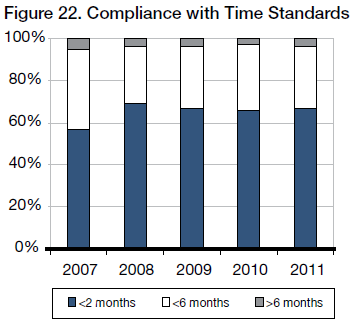 Figure 22. Compliance with Time Standards
100%
80%
60%
40%
20%
0%
2007 2008 2009 2010 2011
<2 months <6 months >6 months